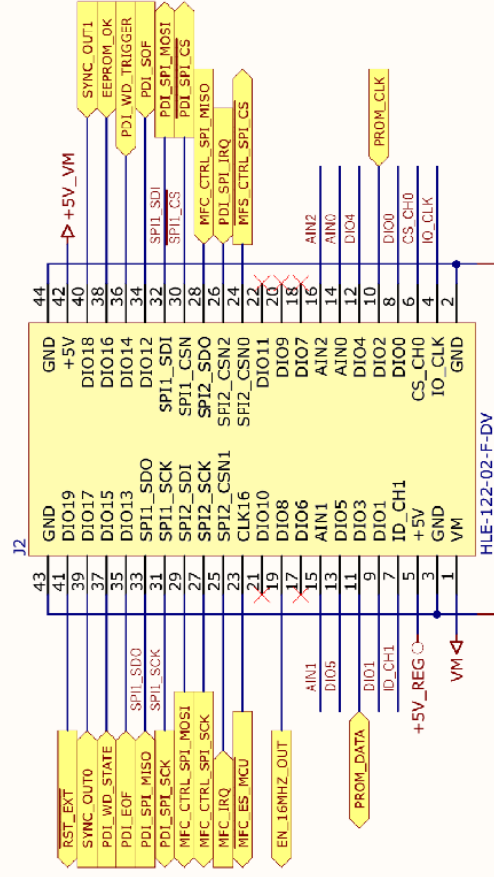 J2
43 GND GND 44
RST_EXT 41 DIO19 +5V 42 +5V_VM
SYNC_OUT0 39 DIO17 DIO18 40 SYNC_OUT1
PDI_WD_STATE 37 DIO15 DIO16 38 EEPROM_OK
PDI_EOF 35 DIO13 DIO14 36 PDI_WD_TRIGGER
PDI_SPI_MISO SPI1_SDO 33 SPI1_SDO DIO12 34 PDI_SOF
PDI_SPI_SCK SPI1_SCK 31 SPI1_SCK SPI1_SDI 32 SPI1_SDI PDI_SPI_MOSI
MFC_CTRL_SPI_MOSI 29 SPI2_SDI SPI1_CSN 30 SPI1_CS PDI_SPI_CS
MFC_CTRL_SPI_SCK 27 SPI2_SCK SPI2_SDO 28 MFC_CTRL_SPI_MISO
MFC_IRQ 25 SPI2_CSN1 SPI2_CSN2 26 PDI_SPI_IRQ
MFC_ES_MCU 23 CLK16 SPI2_CSN0 24 MFS_CTRL_SPI_CS
21 DIO10 DIO11 22
EN_16MHZ_OUT 19 DIO8 DIO9 20
17 DIO6 DIO7 18
AIN1 15 AIN1 AIN2 16 AIN2
DIO5 13 DIO5 AIN0 14 AIN0
PROM_DATA 11 DIO3 DIO4 12 DIO4
DIO1 9 DIO1 DIO2 10 PROM_CLK
ID_CH1 7 ID_CH1 DIO0 8 DIO0
+5V_REG 5 +5V CS_CH0 6 CS_CH0
3 GND IO_CLK 4 IO_CLK
VM 1 VM GND 2
HLE-122-02-F-DV